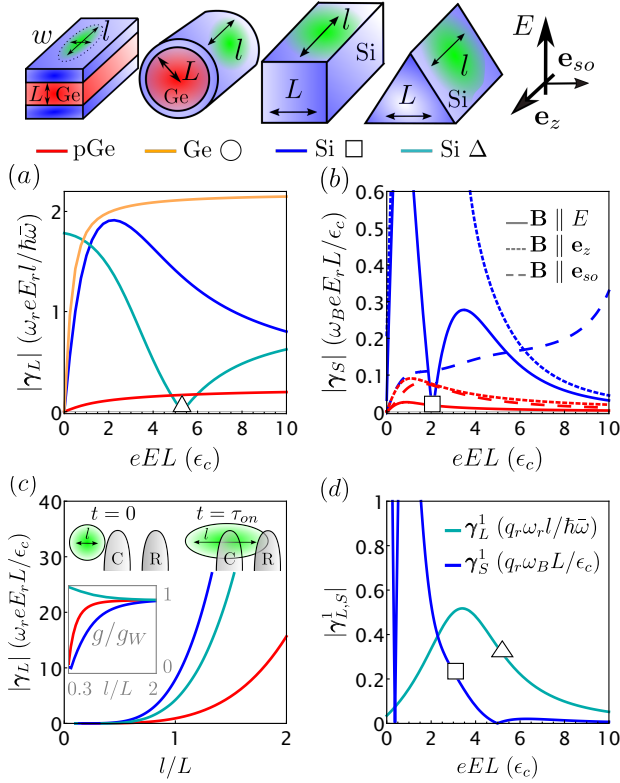 w l L Ge
L l Ge
l Si L
l L Si
E e_so e_z
pGe Ge ○ Si □ Si Δ
(a)
|γ_L| (ω_r eE_r l/ħω̄)
2
1
0
0 2 4 6 8 10
eEL (ϵ_c)
(b)
|γ_S| (ω_B eE_r L/ϵ_c)
0.6
0.5
0.4
0.3
0.2
0.1
0
B ∥ E
B ∥ e_z
B ∥ e_so
0 2 4 6 8 10
eEL (ϵ_c)
(c)
|γ_L| (ω_r eE_r L/ϵ_c)
40
30
20
10
0
t = 0 t = τ_on
l C R l C R
g/g_W
1
0
0.3 l/L 2
0 1 2
l/L
(d)
|γ¹_{L,S}|
1
0.8
0.6
0.4
0.2
0
γ¹_L (q_r ω_r l/ħω̄)
γ¹_S (q_r ω_B L/ϵ_c)
0 2 4 6 8 10
eEL (ϵ_c)